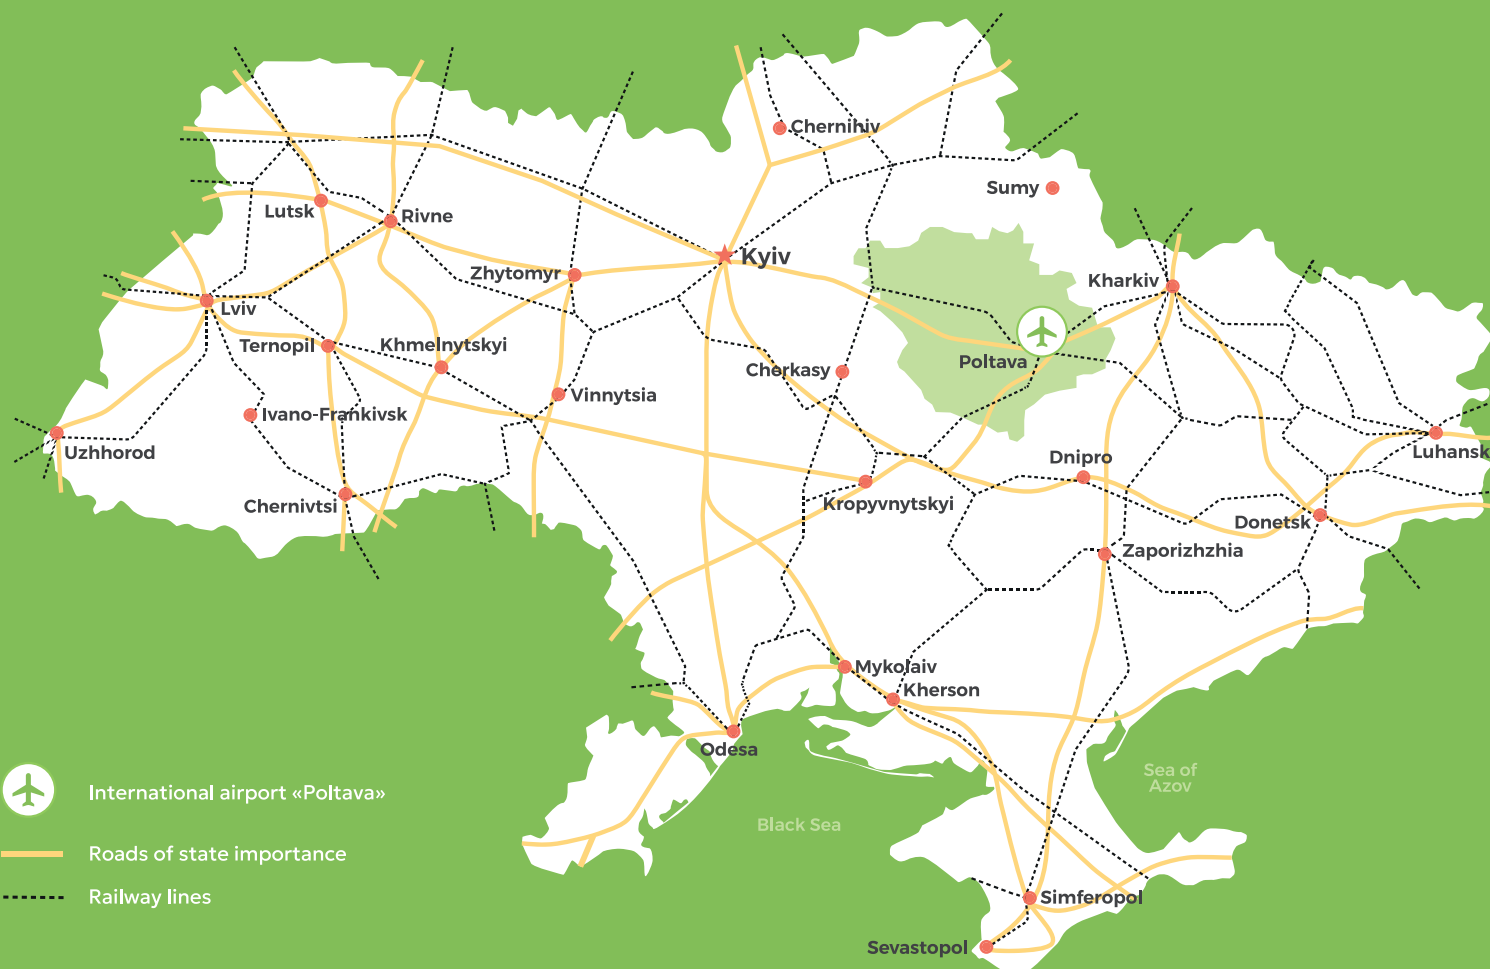 Chernihiv
Sumy
Lutsk
Rivne
Kyiv
Zhytomyr
Kharkiv
Lviv
Ternopil
Khmelnytskyi
Poltava
Cherkasy
Vinnytsia
Ivano-Frankivsk
Uzhhorod
Luhansk
Dnipro
Chernivtsi
Kropyvnytskyi
Donetsk
Zaporizhzhia
Mykolaiv
Kherson
Odesa
Sea of
Azov
Black Sea
International airport «Poltava»
Roads of state importance
Railway lines
Simferopol
Sevastopol